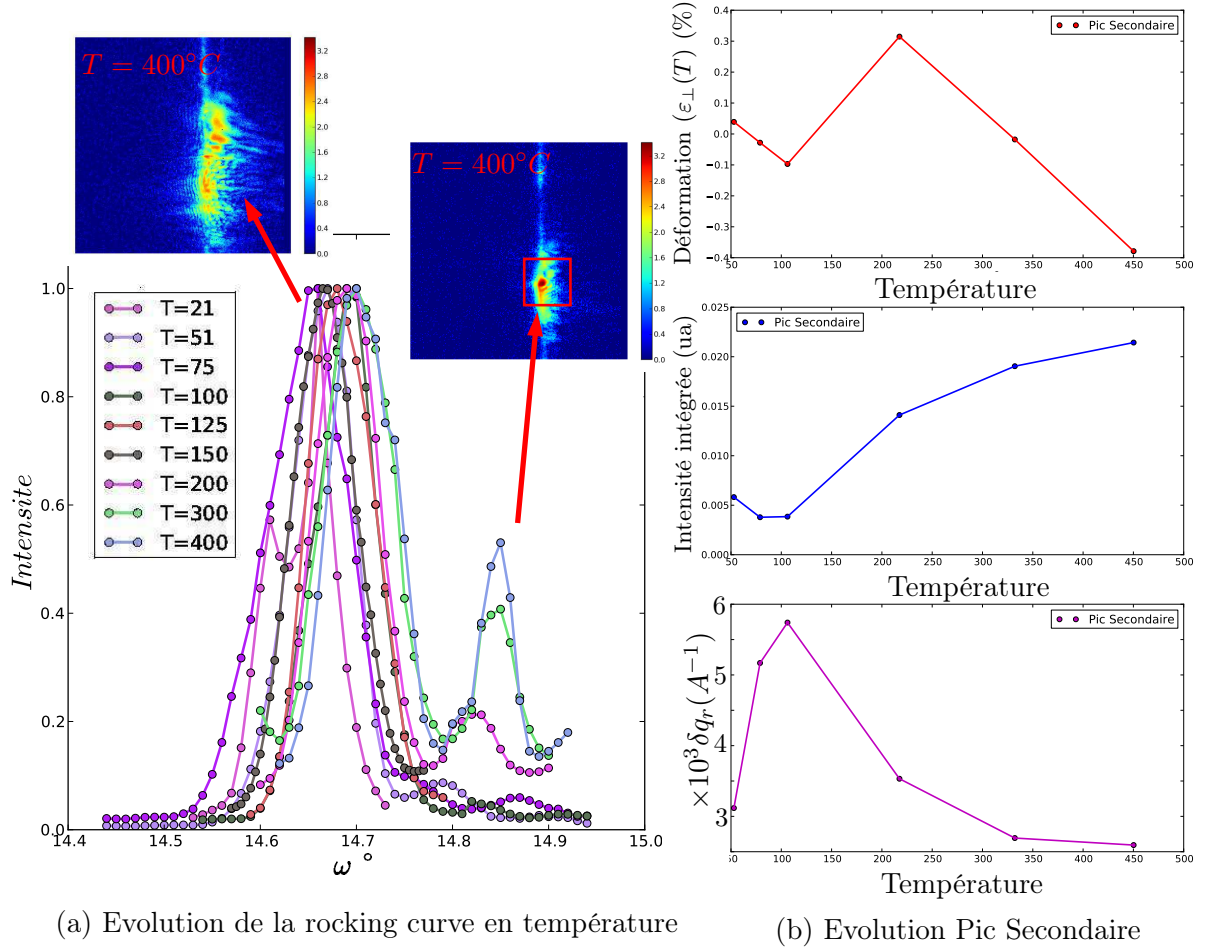 T = 400°C
3.2
2.8
2.4
2.0
1.6
1.2
0.8
0.4
0.0
T = 400°C
3.2
2.8
2.4
2.0
1.6
1.2
0.8
0.4
0.0
T=21
T=51
T=75
T=100
T=125
T=150
T=200
T=300
T=400
Intensite
1.0
0.8
0.6
0.4
0.2
0.0
14.4 14.5 14.6 14.7 14.8 14.9 15.0
ω °
(a) Evolution de la rocking curve en température
Déformation (ε⊥(T) (%)
Pic Secondaire
0.4
0.3
0.2
0.1
0.0
−0.1
−0.2
−0.3
−0.4
50 100 150 200 250 300 350 400 450 500
Température
Intensité intégrée (ua)
Pic Secondaire
0.020
0.015
0.010
0.005
0.000
50 100 150 200 250 300 350 400 450 500
Température
×10³δqr(A⁻¹)
Pic Secondaire
6
5
4
3
50 100 150 200 250 300 350 400 450 500
Température
(b) Evolution Pic Secondaire